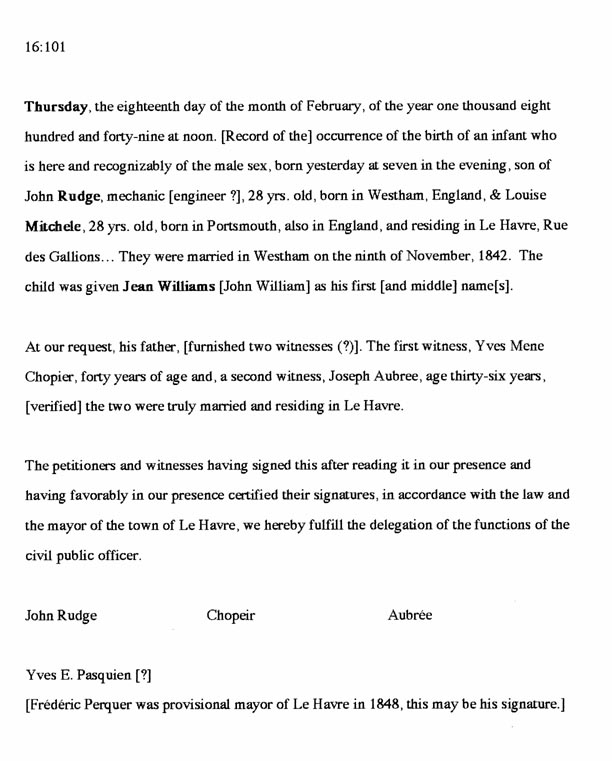 16:101
Thursday, the eighteenth day of the month of February, of the year one thousand eight
hundred and forty-nine at noon. [Record of the] occurrence of the birth of an infant who
is here and recognizably of the male sex, born yesterday at seven in the evening, son of
John Rudge, mechanic [engineer ?], 28 yrs. old, born in Westham, England, & Louise
Mitchele, 28 yrs. old, born in Portsmouth, also in England, and residing in Le Havre, Rue
des Gallions... They were married in Westham on the ninth of November, 1842. The
child was given Jean Williams [John William] as his first [and middle] name[s].
At our request, his father, [furnished two witnesses (?)]. The first witness, Yves Mene
Chopier, forty years of age and, a second witness, Joseph Aubree, age thirty-six years,
[verified] the two were truly married and residing in Le Havre.
The petitioners and witnesses having signed this after reading it in our presence and
having favorably in our presence certified their signatures, in accordance with the law and
the mayor of the town of Le Havre, we hereby fulfill the delegation of the functions of the
civil public officer.
John Rudge Chopeir Aubrée
Yves E. Pasquien [?]
[Frédéric Perquer was provisional mayor of Le Havre in 1848, this may be his signature.]